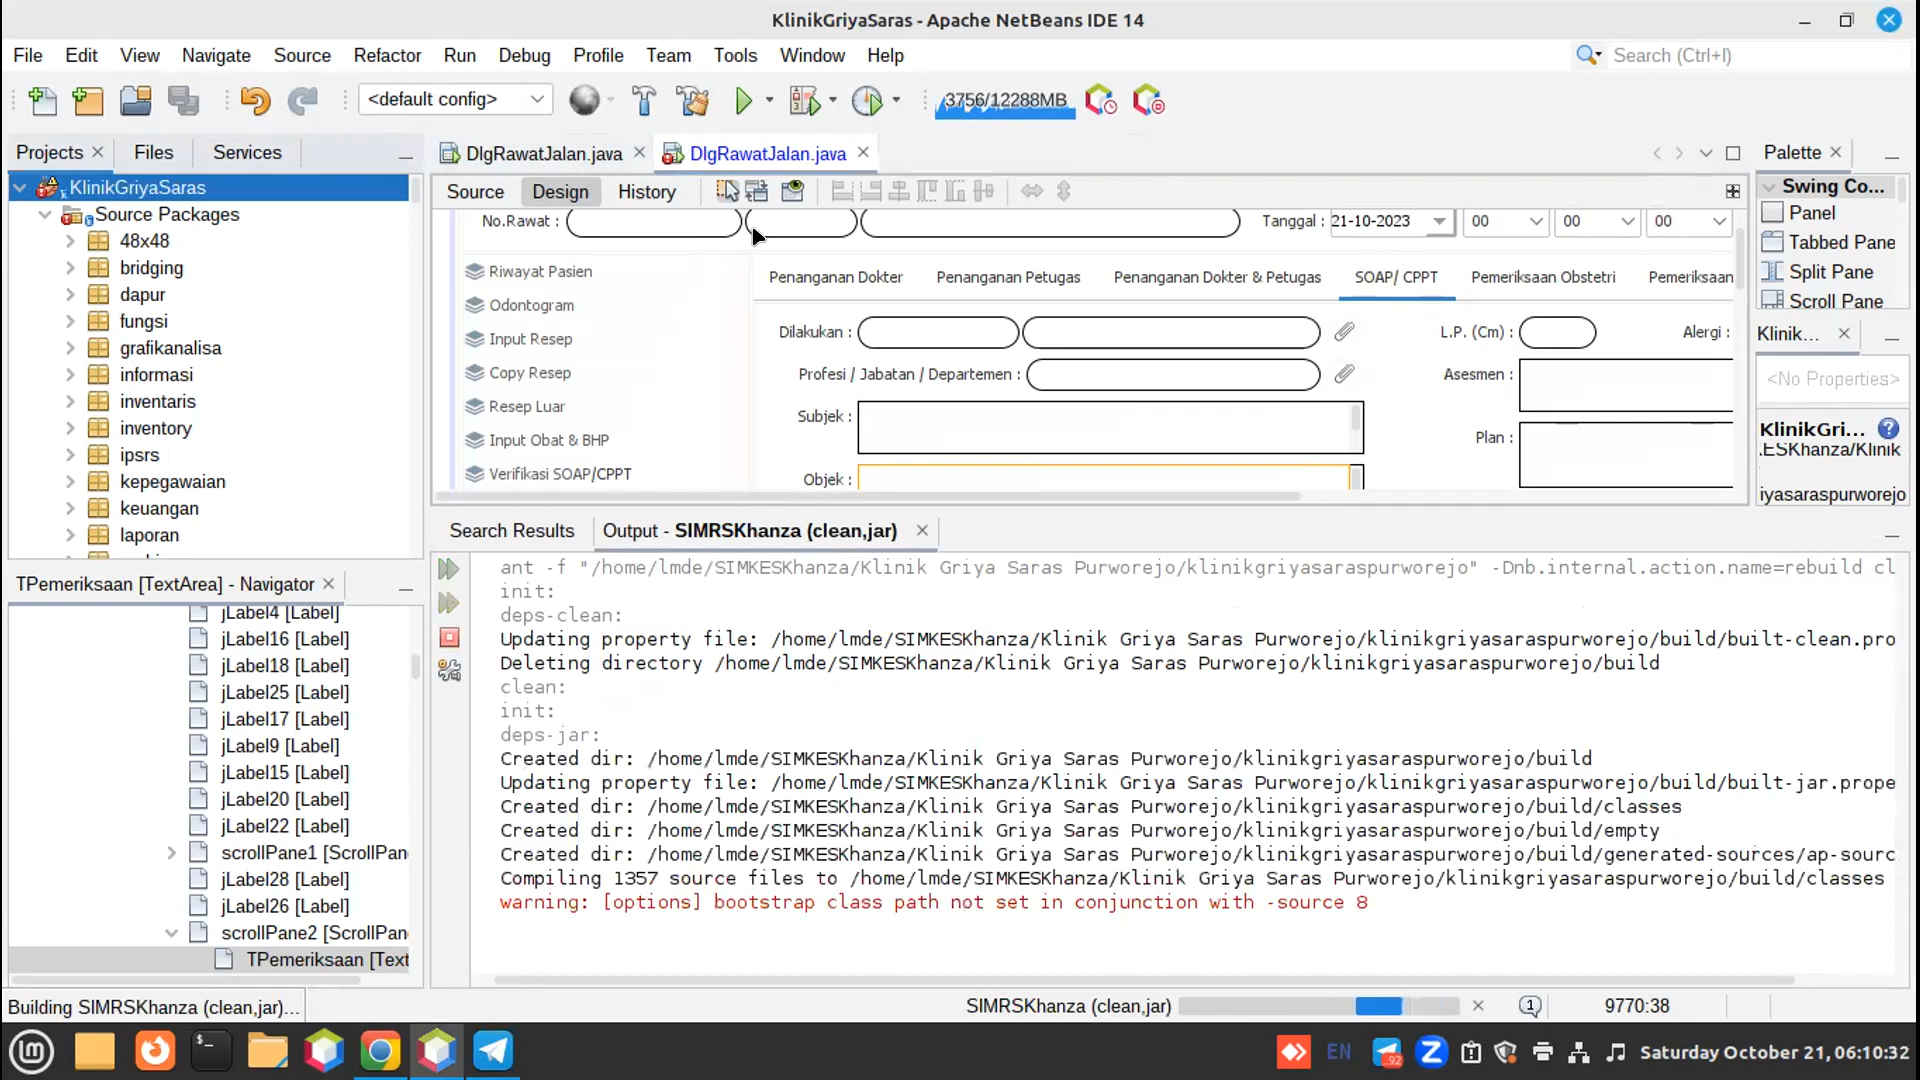 KlinikGriyaSaras - Apache NetBeans IDE 14
File Edit View Navigate Source Refactor Run Debug Profile Team Tools Window Help
Search (Ctrl+I)
<default config>
3756/12288MB
Projects Files Services
DlgRawatJalan.java DlgRawatJalan.java
Palette
Source Design History
Swing Co...
Panel
Tabbed Pane
Split Pane
Scroll Pane
KlinikGriyaSaras
Source Packages
48x48
bridging
dapur
fungsi
grafikanalisa
informasi
inventaris
inventory
ipsrs
kepegawaian
keuangan
laporan
No.Rawat :
Tanggal : 21-10-2023 00 00 00
Riwayat Pasien
Odontogram
Input Resep
Copy Resep
Resep Luar
Input Obat & BHP
Verifikasi SOAP/CPPT
Penanganan Dokter Penanganan Petugas Penanganan Dokter & Petugas SOAP/ CPPT Pemeriksaan Obstetri Pemeriksaan
Dilakukan : L.P. (Cm) : Alergi :
Profesi / Jabatan / Departemen : Asesmen :
Subjek :
Plan :
Objek :
Klinik...
<No Properties>
KlinikGri...
ESKhanza/Klinik
iyasaraspurworejo
TPemeriksaan [TextArea] - Navigator
jLabel4 [Label]
jLabel16 [Label]
jLabel18 [Label]
jLabel25 [Label]
jLabel17 [Label]
jLabel9 [Label]
jLabel15 [Label]
jLabel20 [Label]
jLabel22 [Label]
scrollPane1 [ScrollPan
jLabel28 [Label]
jLabel26 [Label]
scrollPane2 [ScrollPan
TPemeriksaan [Text
Search Results Output - SIMRSKhanza (clean,jar)
ant -f "/home/lmde/SIMKESKhanza/Klinik Griya Saras Purworejo/klinikgriyasaraspurworejo" -Dnb.internal.action.name=rebuild cl
init:
deps-clean:
Updating property file: /home/lmde/SIMKESKhanza/Klinik Griya Saras Purworejo/klinikgriyasaraspurworejo/build/built-clean.pro
Deleting directory /home/lmde/SIMKESKhanza/Klinik Griya Saras Purworejo/klinikgriyasaraspurworejo/build
clean:
init:
deps-jar:
Created dir: /home/lmde/SIMKESKhanza/Klinik Griya Saras Purworejo/klinikgriyasaraspurworejo/build
Updating property file: /home/lmde/SIMKESKhanza/Klinik Griya Saras Purworejo/klinikgriyasaraspurworejo/build/built-jar.prope
Created dir: /home/lmde/SIMKESKhanza/Klinik Griya Saras Purworejo/klinikgriyasaraspurworejo/build/classes
Created dir: /home/lmde/SIMKESKhanza/Klinik Griya Saras Purworejo/klinikgriyasaraspurworejo/build/empty
Created dir: /home/lmde/SIMKESKhanza/Klinik Griya Saras Purworejo/klinikgriyasaraspurworejo/build/generated-sources/ap-sourc
Compiling 1357 source files to /home/lmde/SIMKESKhanza/Klinik Griya Saras Purworejo/klinikgriyasaraspurworejo/build/classes
warning: [options] bootstrap class path not set in conjunction with -source 8
Building SIMRSKhanza (clean,jar)...
SIMRSKhanza (clean,jar)
1
9770:38
EN
92
Saturday October 21, 06:10:32